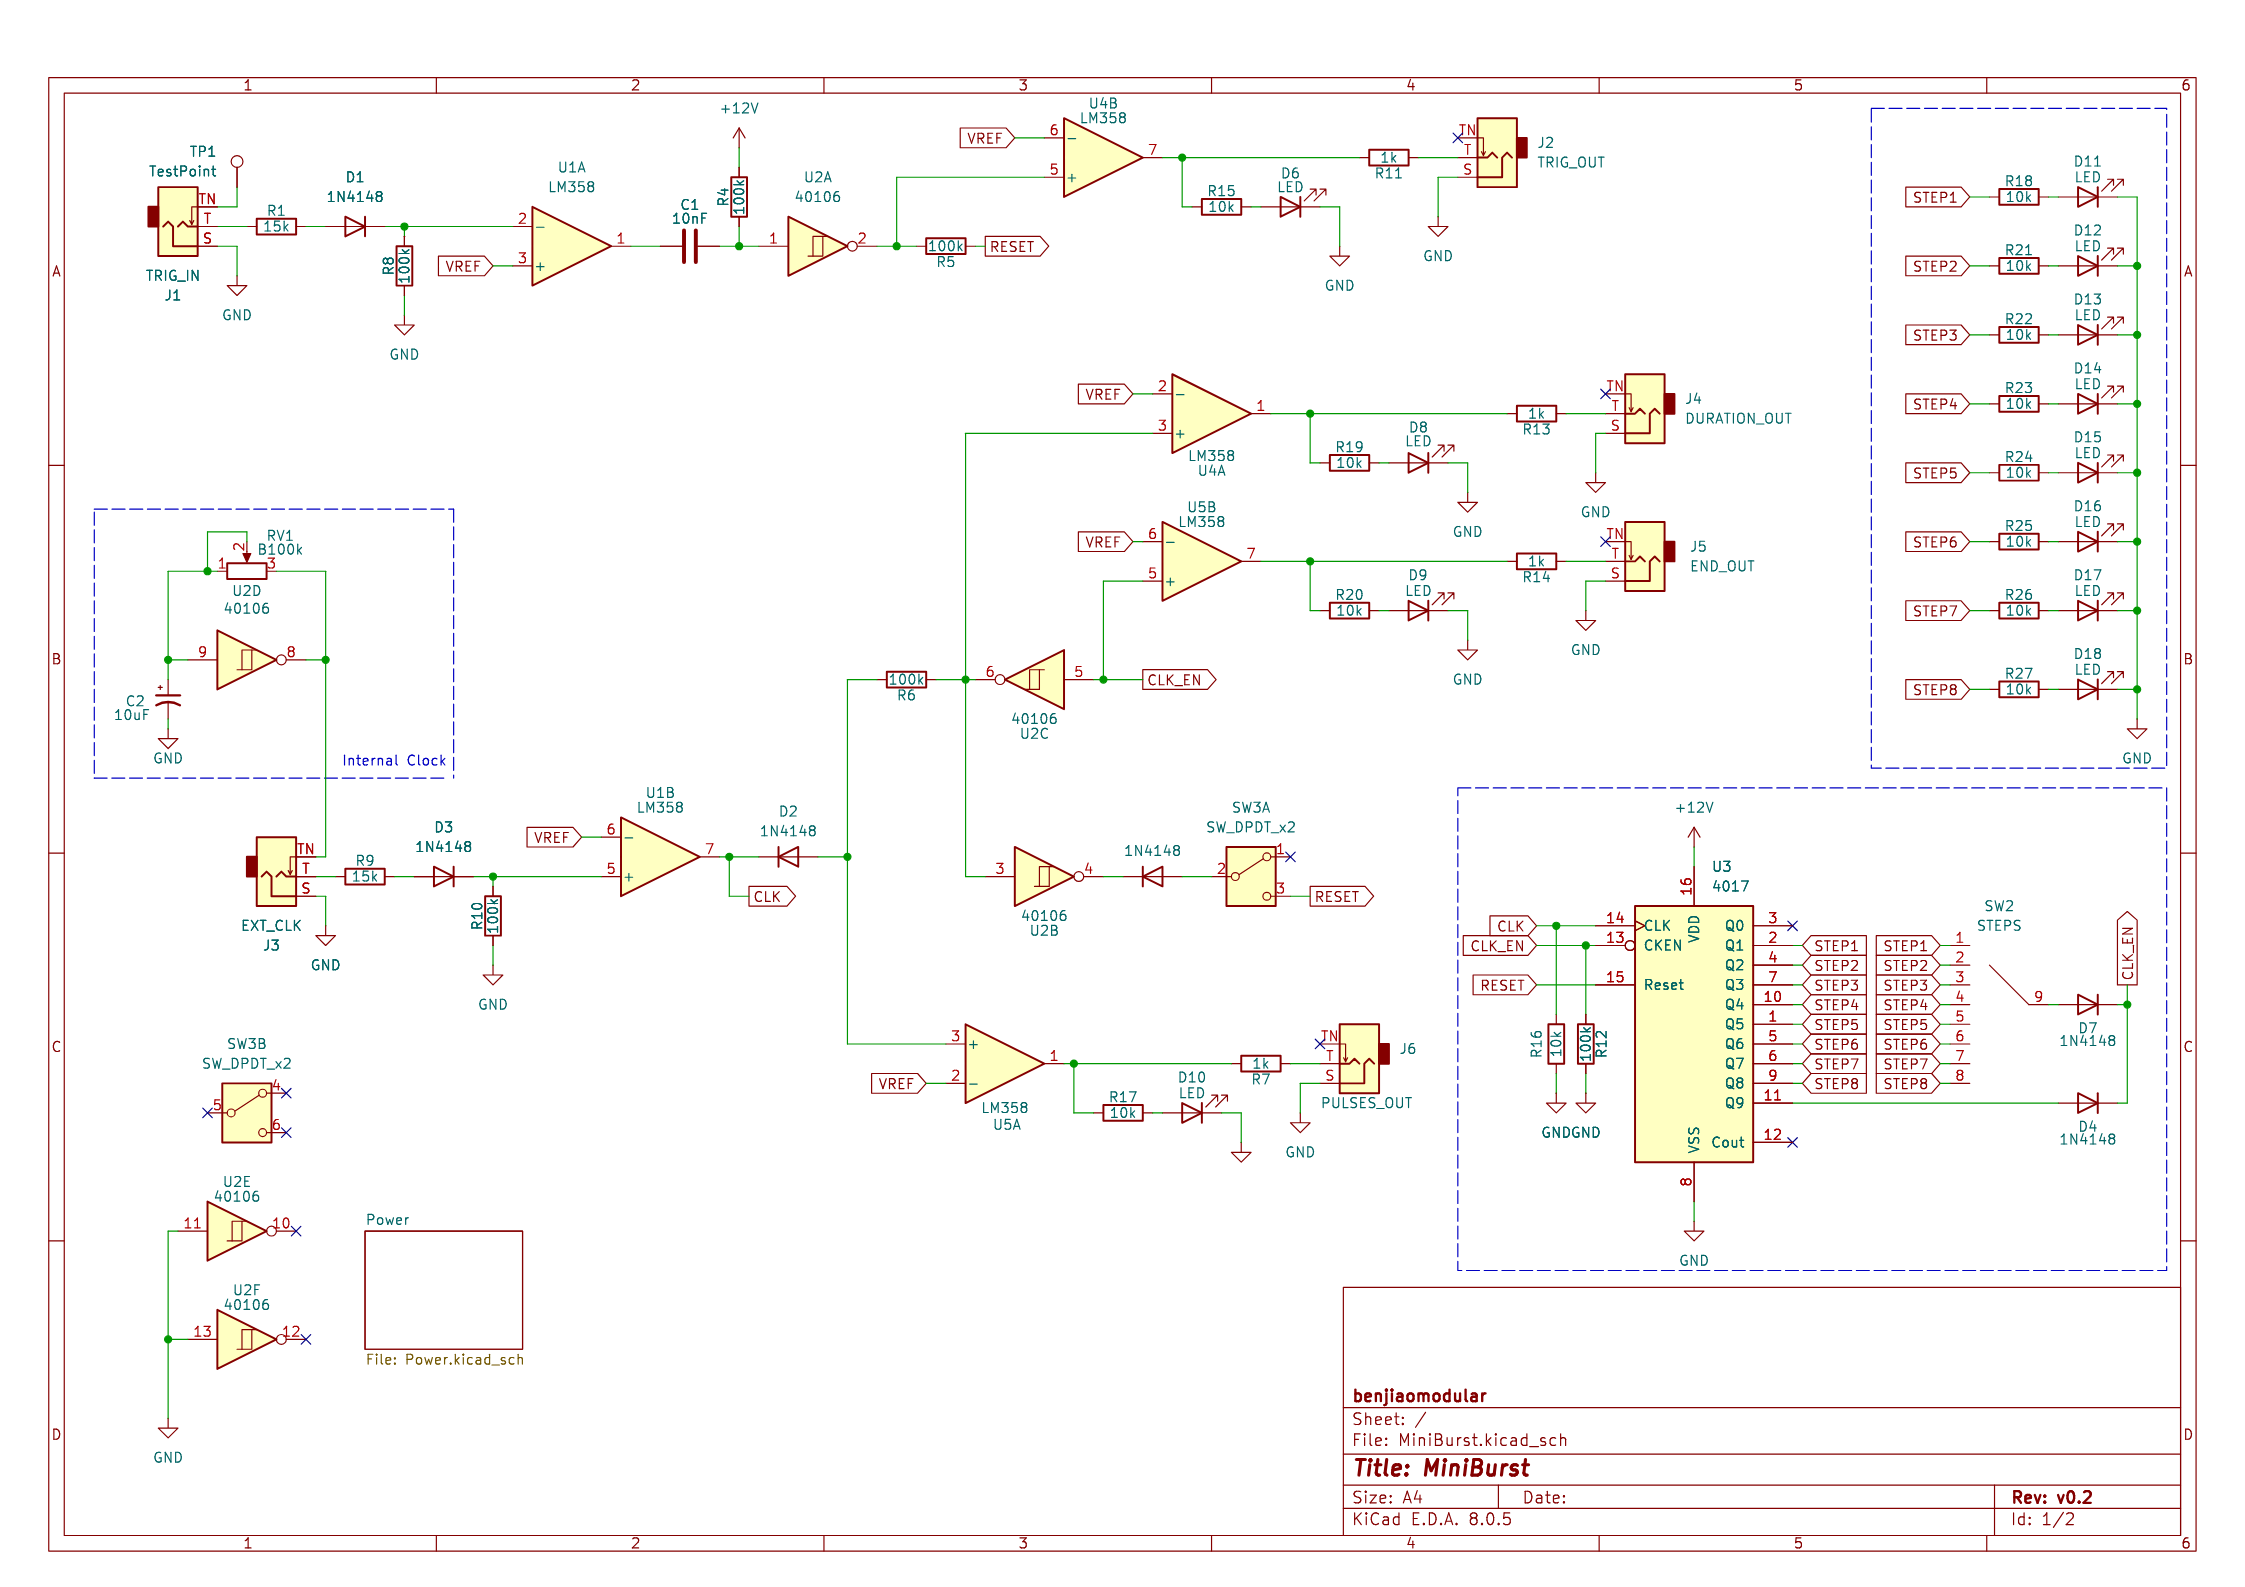 1 2 3 4 5 6
A
B
C
D
TP1
TestPoint
TN
T
S
TRIG_IN
J1
GND
R1
15k
D1
1N4148
R8
100k
GND
VREF
U1A
LM358
2
3
1
C1
10nF
+12V
R4
100k
U2A
40106
1
2
100k
R5
RESET
VREF
U4B
LM358
6
5
7
R15
10k
D6
LED
GND
1k
R11
TN
T
S
J2
TRIG_OUT
GND
VREF
2
3
1
LM358
U4A
R19
10k
D8
LED
GND
1k
R13
TN
T
S
J4
DURATION_OUT
GND
VREF
U5B
LM358
6
5
7
R20
10k
D9
LED
GND
1k
R14
TN
T
S
J5
END_OUT
GND
RV1
B100k
1
2
3
U2D
40106
9
8
C2
10uF
GND
Internal Clock
100k
R6
6
5
40106
U2C
CLK_EN
TN
T
S
EXT_CLK
J3
GND
R9
15k
D3
1N4148
R10
100k
GND
VREF
U1B
LM358
6
5
7
CLK
D2
1N4148
3
4
40106
U2B
1N4148
SW3A
SW_DPDT_x2
2
1
3
RESET
VREF
3
2
1
LM358
U5A
R17
10k
D10
LED
1k
R7
TN
T
S
J6
PULSES_OUT
GND
SW3B
SW_DPDT_x2
5
4
6
U2E
40106
11
10
U2F
40106
13
12
GND
Power
File: Power.kicad_sch
STEP1
R18
10k
D11
LED
STEP2
R21
10k
D12
LED
STEP3
R22
10k
D13
LED
STEP4
R23
10k
D14
LED
STEP5
R24
10k
D15
LED
STEP6
R25
10k
D16
LED
STEP7
R26
10k
D17
LED
STEP8
R27
10k
D18
LED
GND
+12V
U3
4017
16
VDD
CLK
14
CLK
CLK_EN
13
CKEN
RESET
15
Reset
R16
10k
100k
R12
GND
GND
Q0 3
Q1 2 STEP1
Q2 4 STEP2
Q3 7 STEP3
Q4 10 STEP4
Q5 1 STEP5
Q6 5 STEP6
Q7 6 STEP7
Q8 9 STEP8
Q9 11
Cout 12
VSS
8
GND
SW2
STEPS
STEP1 1
STEP2 2
STEP3 3
STEP4 4
STEP5 5
STEP6 6
STEP7 7
STEP8 8
9
D7
1N4148
CLK_EN
D4
1N4148
benjiaomodular
Sheet: /
File: MiniBurst.kicad_sch
Title: MiniBurst
Size: A4
Date:
Rev: v0.2
KiCad E.D.A. 8.0.5
Id: 1/2
A
B
C
D
1 2 3 4 5 6